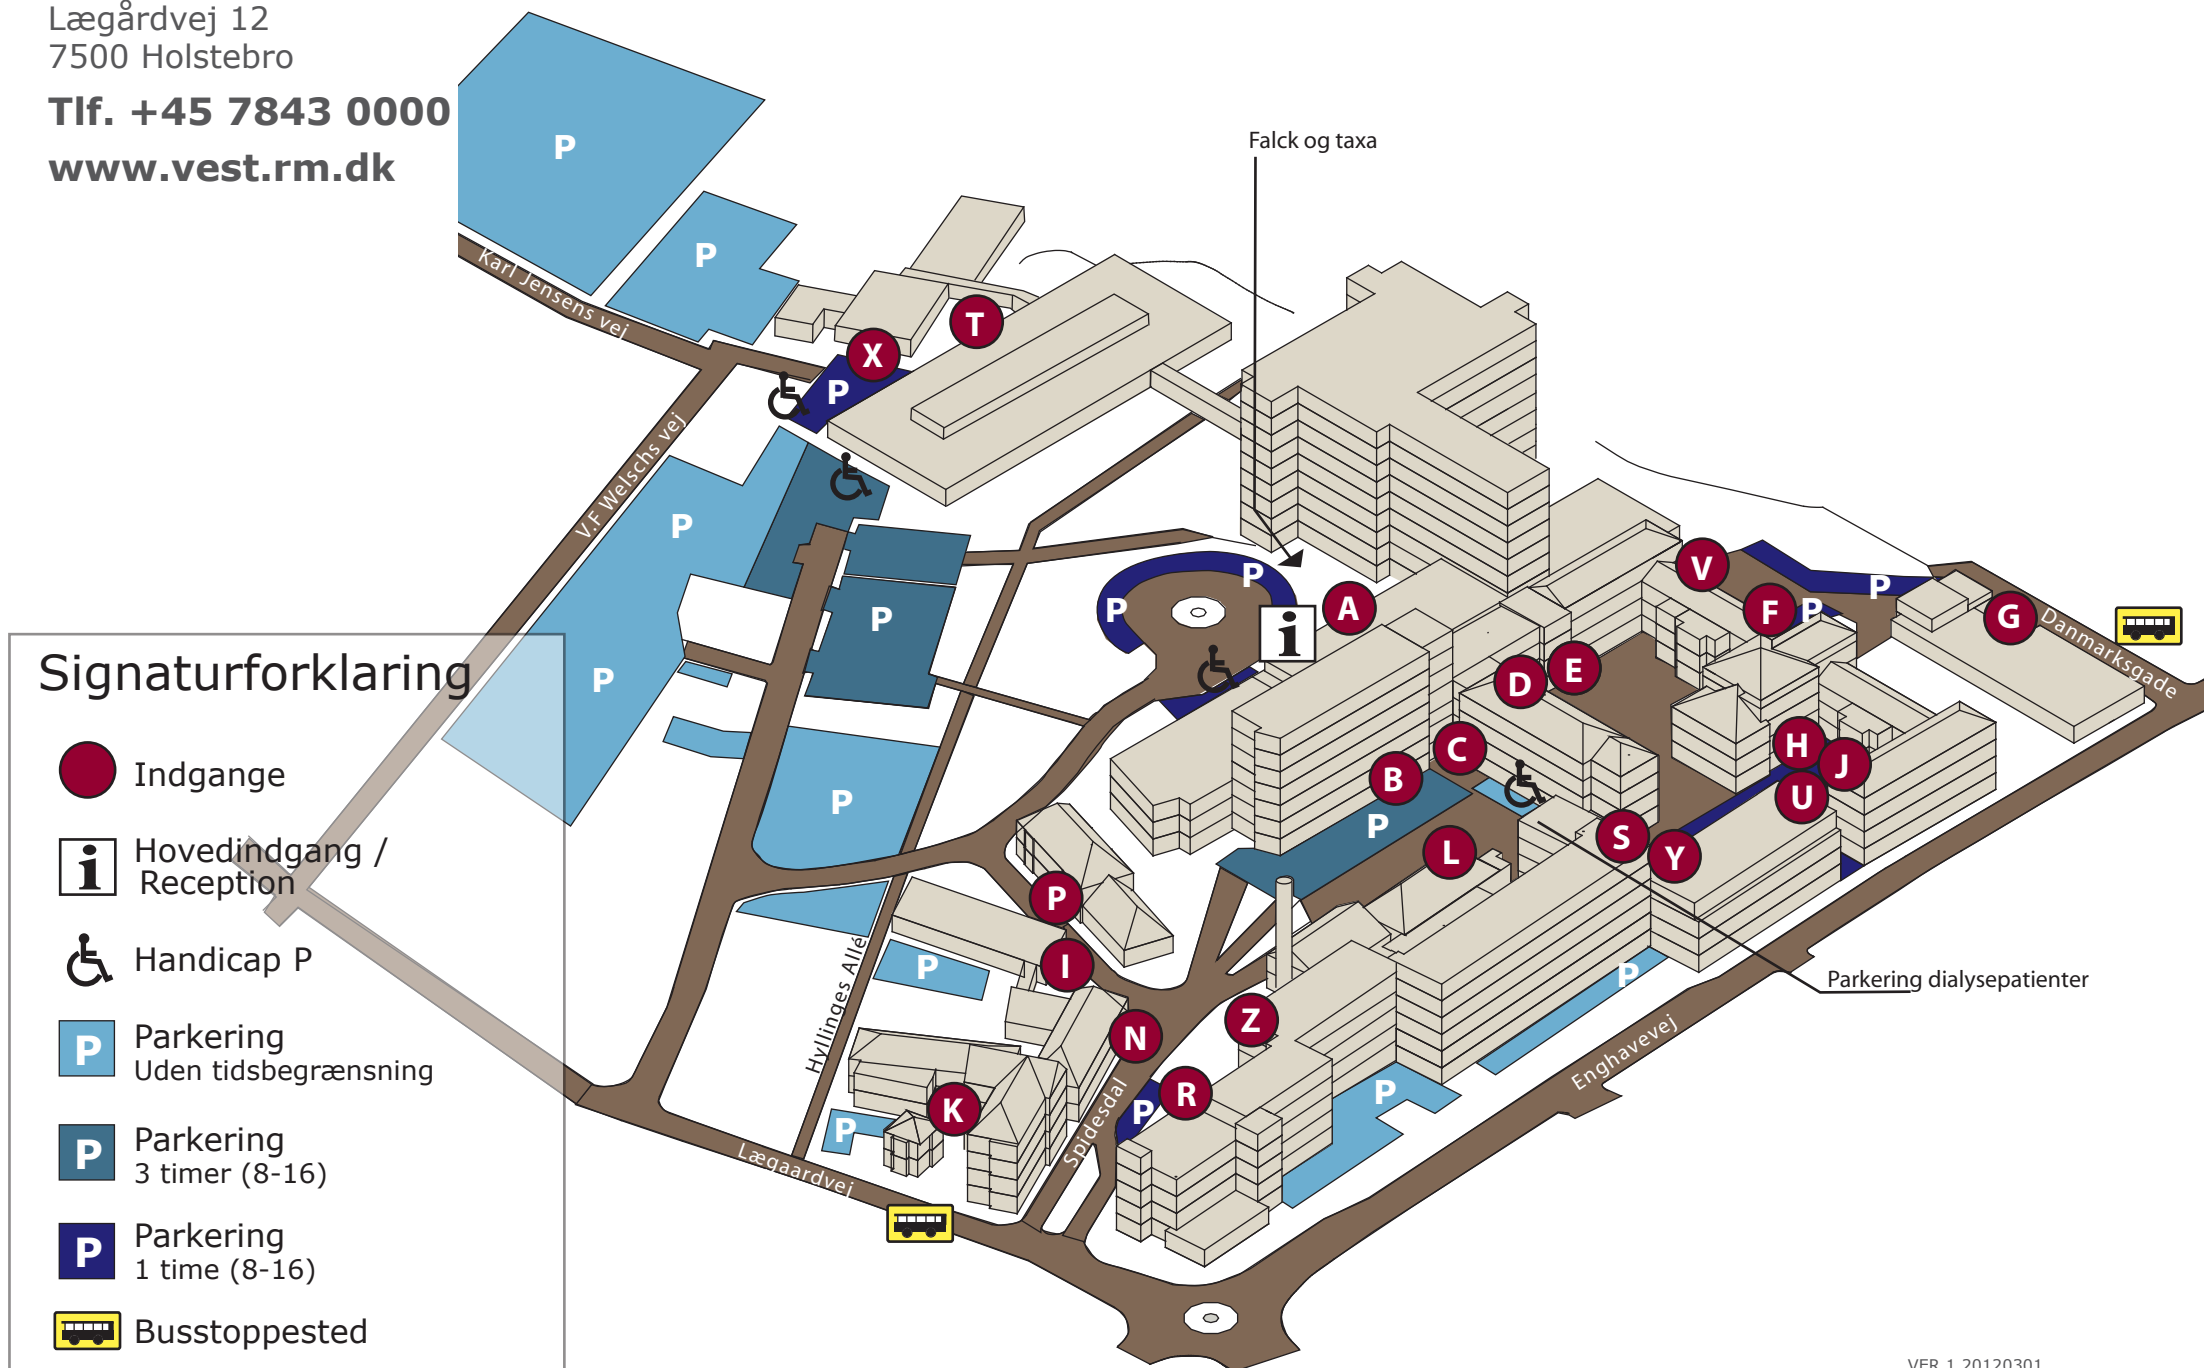 Lægårdvej 12
7500 Holstebro
Tlf. +45 7843 0000
www.vest.rm.dk
P
Falck og taxa
P
Karl Jensens vej
T
X
P
V.F Welschs vej
P
P
P
P
P
i
A
V
F
P
P
G
Danmarksgade
D
E
P
C
B
H
J
U
P
P
S
Y
L
P
I
P
N
Z
R
P
K
P
P
P
Hyllinges Allé
Spidesdal
Lægaardvej
Enghavevej
Parkering dialysepatienter
Signaturforklaring
Indgange
i
Hovedindgang /
Reception
Handicap P
P
Parkering
Uden tidsbegrænsning
P
Parkering
3 timer (8-16)
P
Parkering
1 time (8-16)
Busstoppested
VER 1 20120301